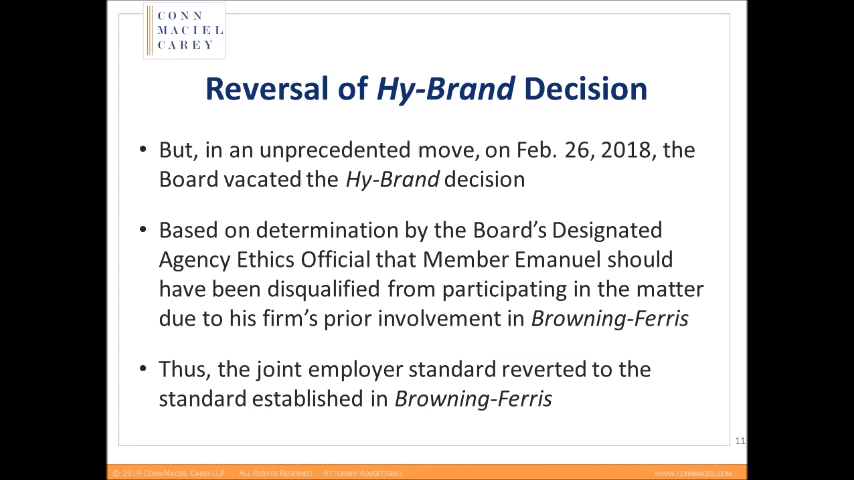 CONN
MACIEL
CAREY
Reversal of Hy-Brand Decision
• But, in an unprecedented move, on Feb. 26, 2018, the
Board vacated the Hy-Brand decision
• Based on determination by the Board's Designated
Agency Ethics Official that Member Emanuel should
have been disqualified from participating in the matter
due to his firm's prior involvement in Browning-Ferris
• Thus, the joint employer standard reverted to the
standard established in Browning-Ferris
11
© 2018 CONN MACIEL CAREY LLP ALL RIGHTS RESERVED ATTORNEY ADVERTISING
WWW.CONNMACIEL.COM